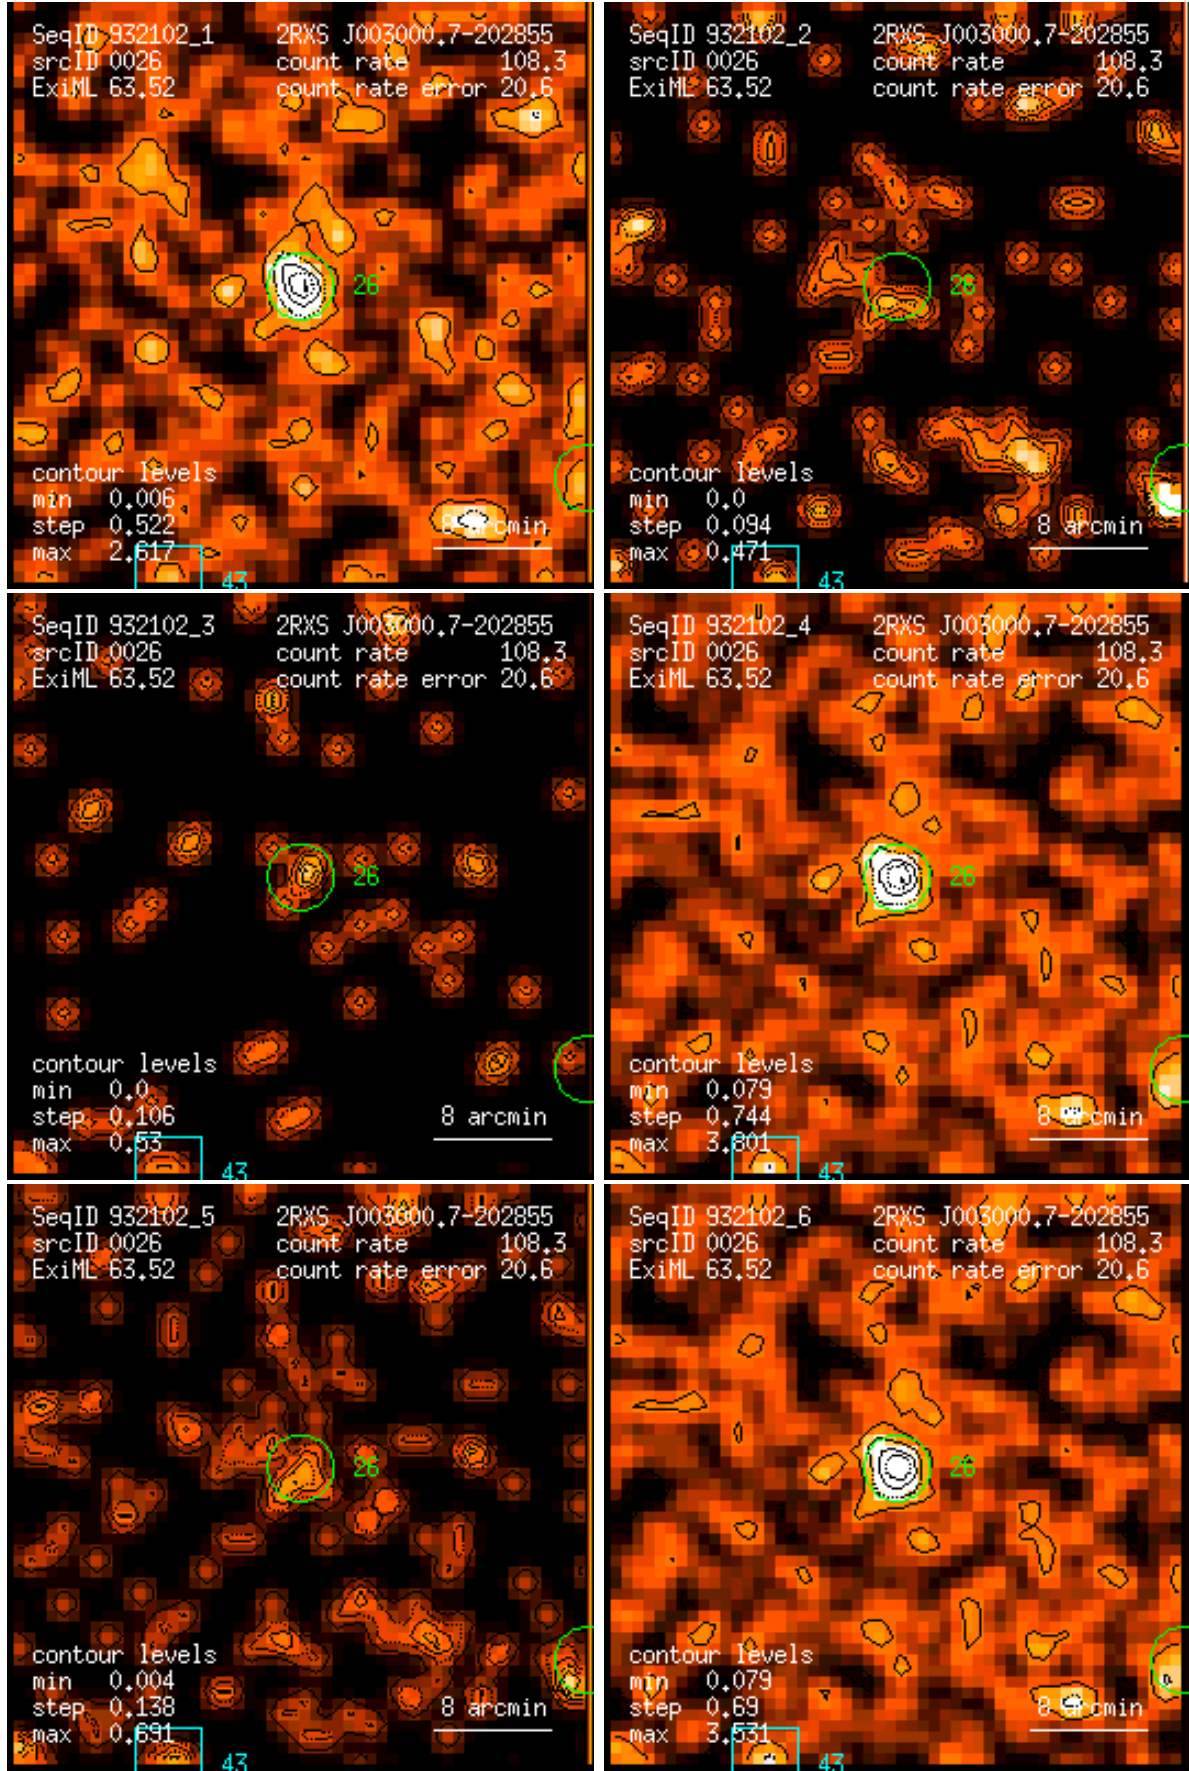 SeqID 932102_1 2RXS J003000.7-202855
srcID 0026 count rate 108.3
ExiML 63.52 count rate error 20.6
26
contour levels
min 0.006
step 0.522
max 2.617
8 arcmin
43
SeqID 932102_2 2RXS J003000.7-202855
srcID 0026 count rate 108.3
ExiML 63.52 count rate error 20.6
26
contour levels
min 0.0
step 0.094
max 0.471
8 arcmin
43
SeqID 932102_3 2RXS J003000.7-202855
srcID 0026 count rate 108.3
ExiML 63.52 count rate error 20.6
26
contour levels
min 0.0
step 0.106
max 0.53
8 arcmin
43
SeqID 932102_4 2RXS J003000.7-202855
srcID 0026 count rate 108.3
ExiML 63.52 count rate error 20.6
26
contour levels
min 0.079
step 0.744
max 3.801
8 arcmin
43
SeqID 932102_5 2RXS J003000.7-202855
srcID 0026 count rate 108.3
ExiML 63.52 count rate error 20.6
26
contour levels
min 0.004
step 0.138
max 0.691
8 arcmin
43
SeqID 932102_6 2RXS J003000.7-202855
srcID 0026 count rate 108.3
ExiML 63.52 count rate error 20.6
26
contour levels
min 0.079
step 0.69
max 3.531
8 arcmin
43